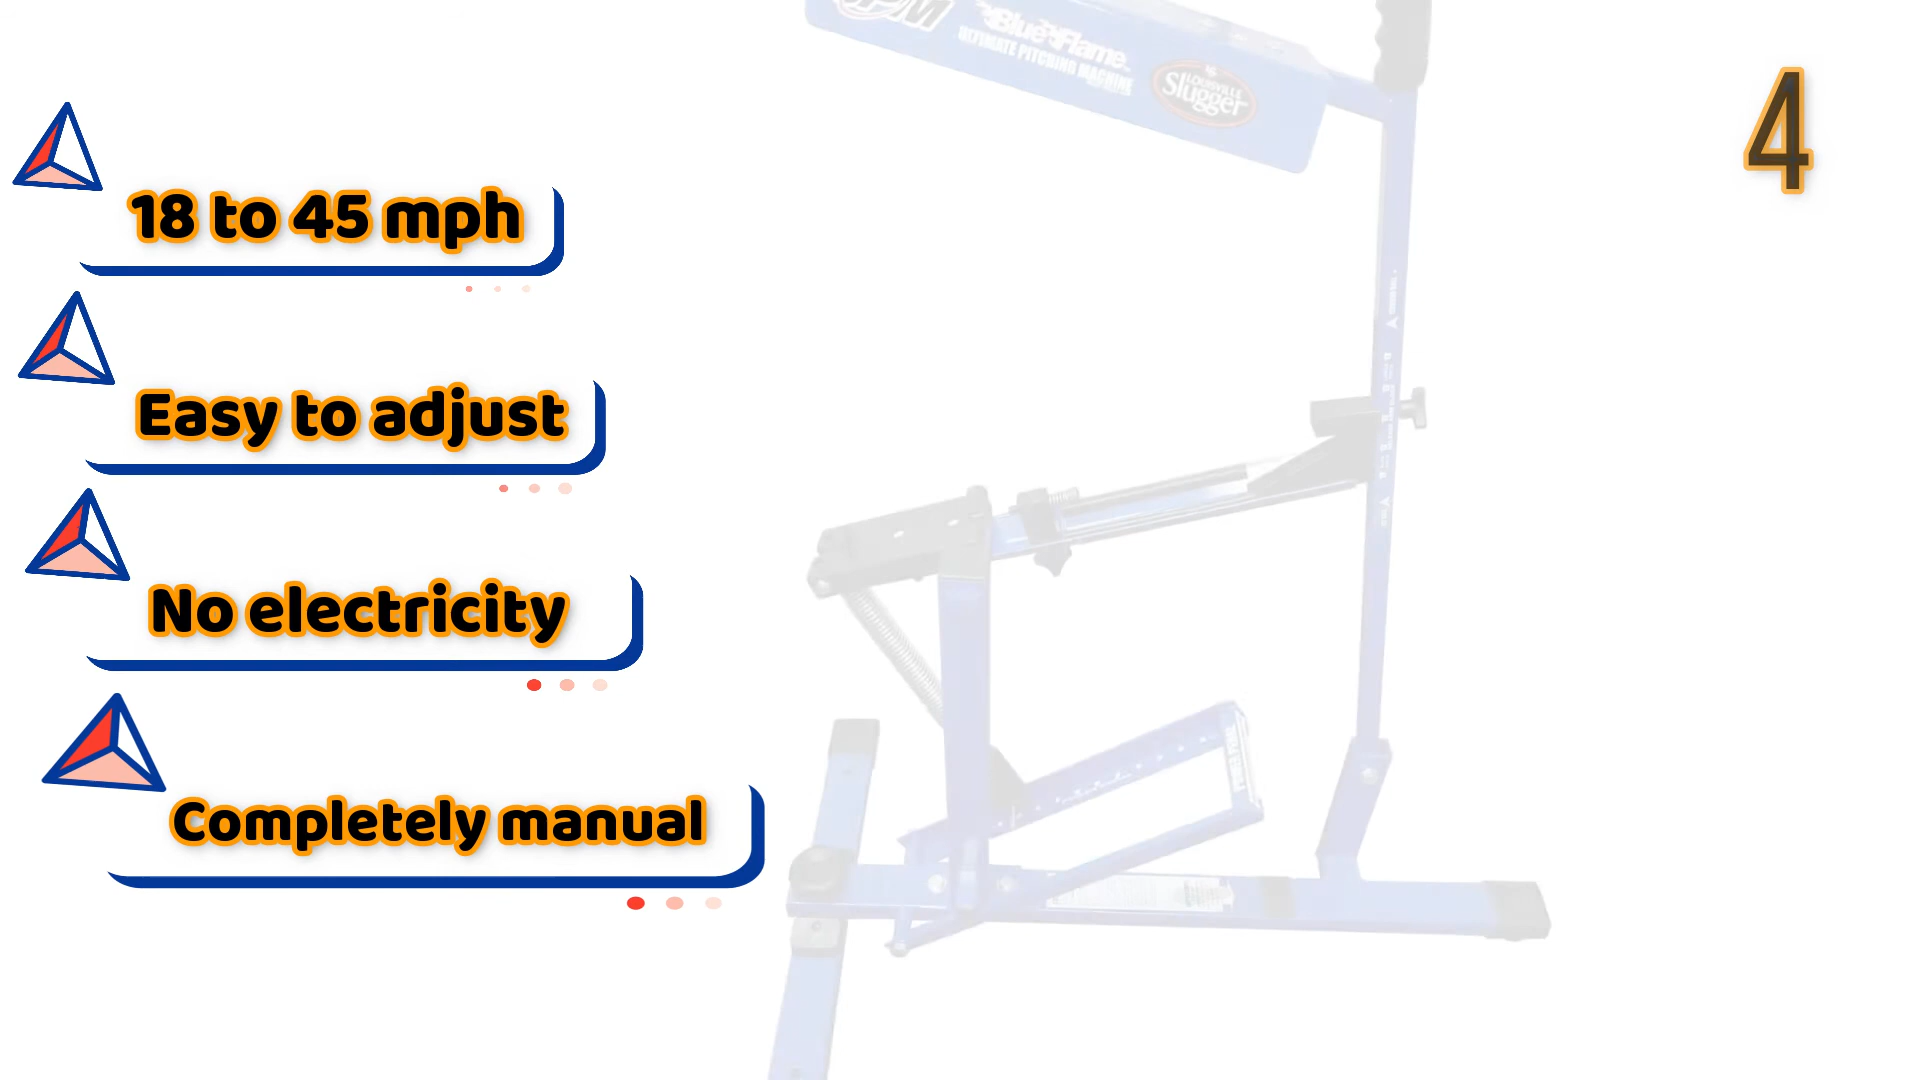 Blue Flame
ULTIMATE PITCHING MACHINE
LOUISVILLE
Slugger
4
18 to 45 mph
Easy to adjust
No electricity
Completely manual